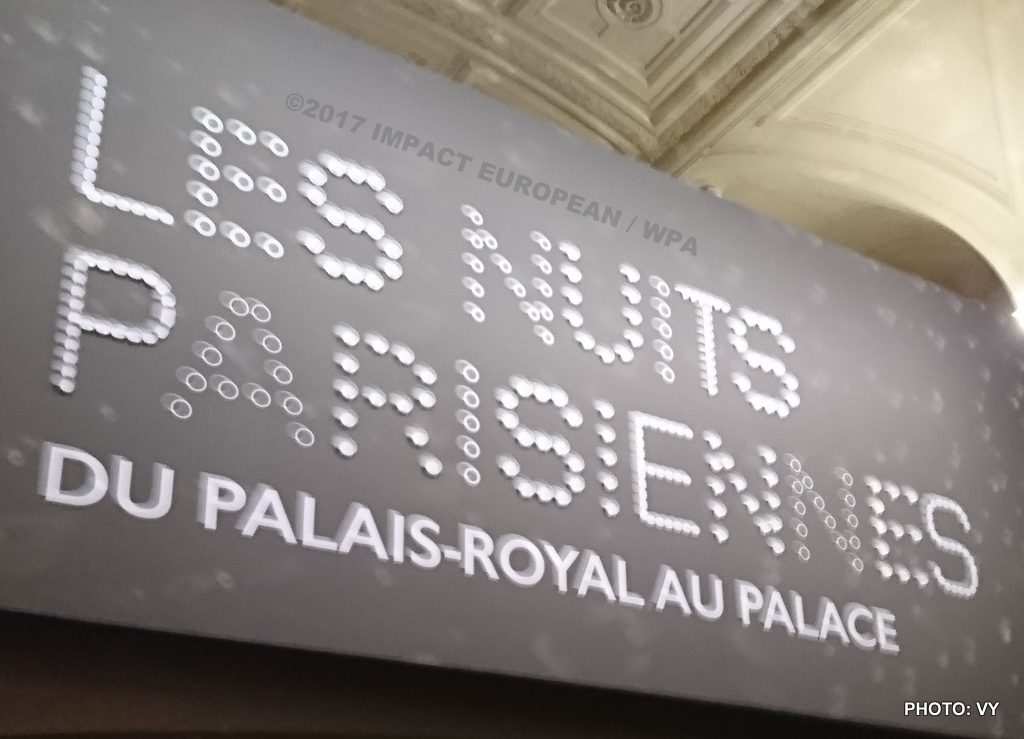 ©2017 IMPACT EUROPEAN / WPA
LES NUITS
PARISIENNES
DU PALAIS-ROYAL AU PALACE
PHOTO: VY